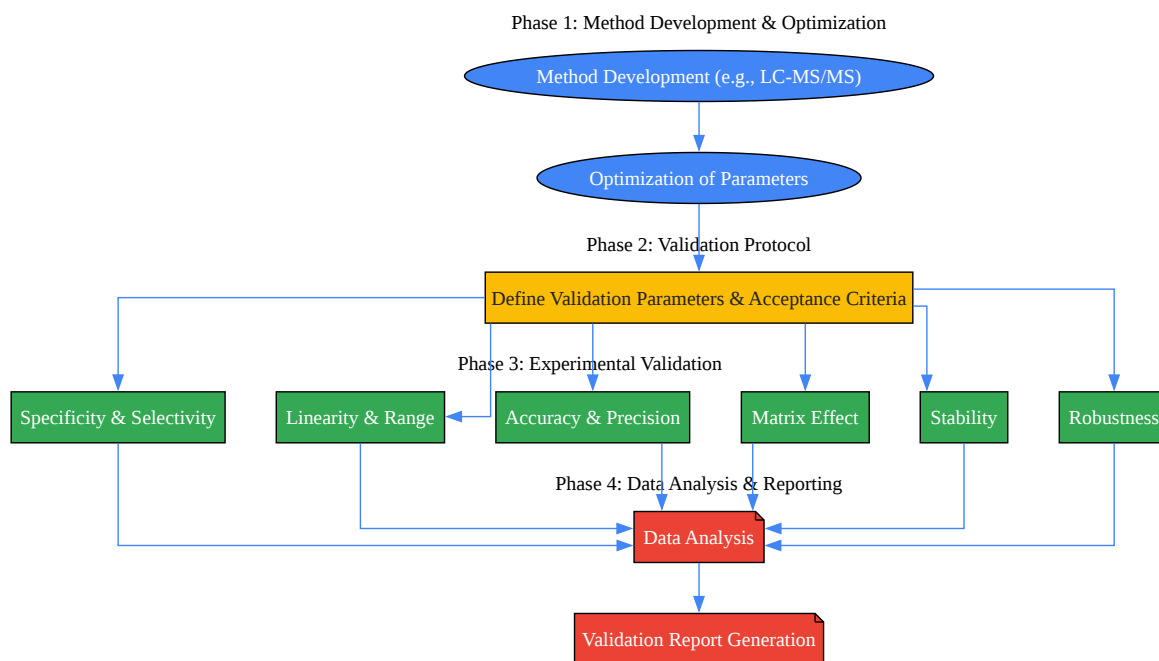 Phase 1: Method Development & Optimization
Method Development (e.g., LC-MS/MS)
Optimization of Parameters
Phase 2: Validation Protocol
Define Validation Parameters & Acceptance Criteria
Phase 3: Experimental Validation
Specificity & Selectivity
Linearity & Range
Accuracy & Precision
Matrix Effect
Stability
Robustness
Phase 4: Data Analysis & Reporting
Data Analysis
Validation Report Generation